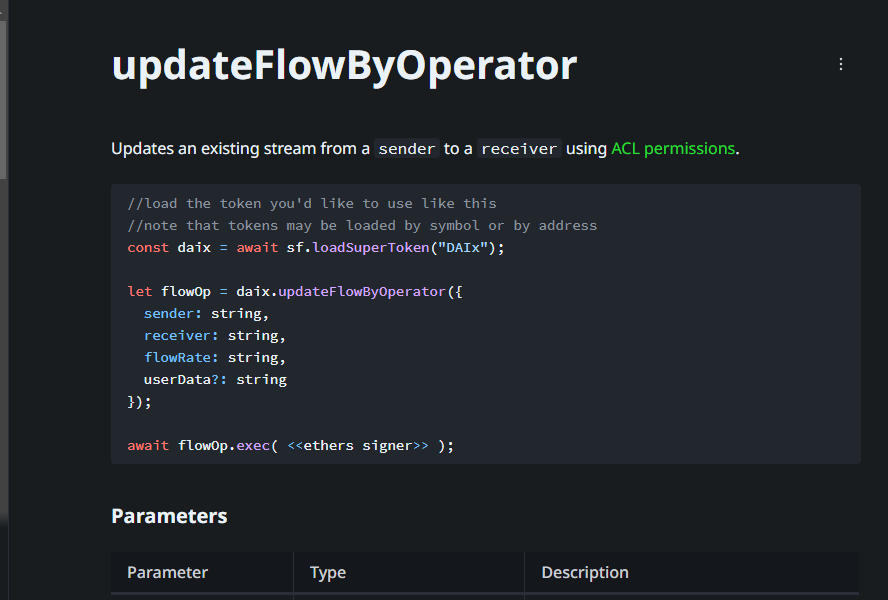 updateFlowByOperator
Updates an existing stream from a sender to a receiver using ACL permissions.
//load the token you'd like to use like this
//note that tokens may be loaded by symbol or by address
const daix = await sf.loadSuperToken("DAIx");
let flowOp = daix.updateFlowByOperator({
  sender: string,
  receiver: string,
  flowRate: string,
  userData?: string
});
await flowOp.exec( <<ethers signer>> );
Parameters
Parameter Type Description